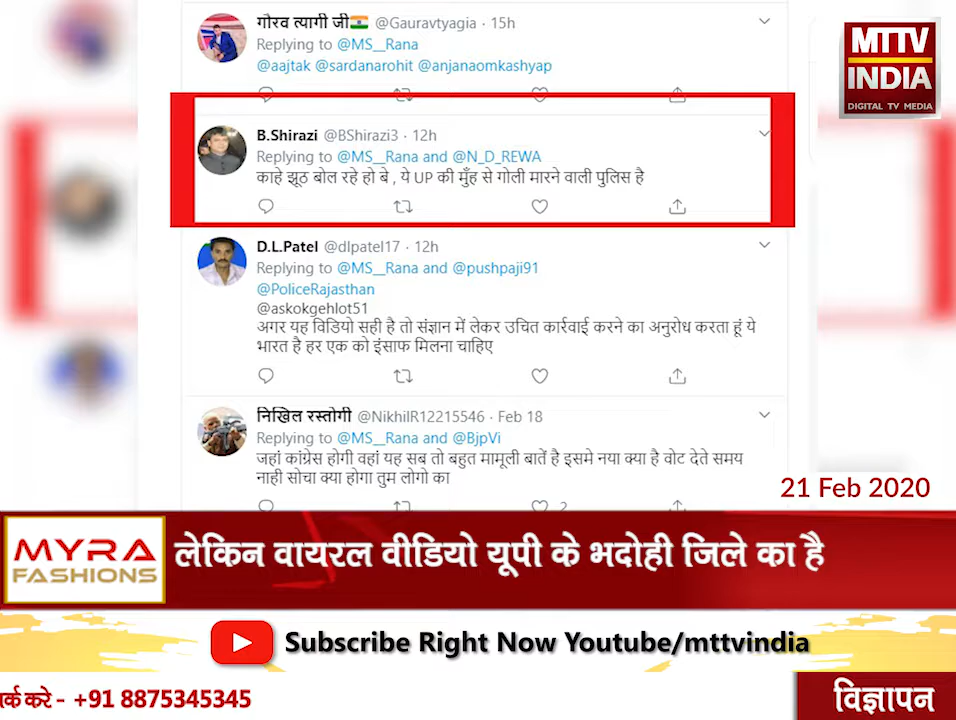 गौरव त्यागी जी🇮🇳 @Gauravtyagia · 15h
Replying to @MS__Rana
@aajtak @sardanarohit @anjanaomkashyap
MTTV
INDIA
DIGITAL TV MEDIA
B.Shirazi @BShirazi3 · 12h
Replying to @MS__Rana and @N_D_REWA
काहे झूठ बोल रहे हो बे , ये UP की मुँह से गोली मारने वाली पुलिस है
D.L.Patel @dlpatel17 · 12h
Replying to @MS__Rana and @pushpaji91
@PoliceRajasthan
@askokgehlot51
अगर यह विडियो सही है तो संज्ञान में लेकर उचित कार्रवाई करने का अनुरोध करता हूं ये
भारत है हर एक को इंसाफ मिलना चाहिए
निखिल रस्तोगी @NikhilR12215546 · Feb 18
Replying to @MS__Rana and @BjpVi
जहां कांग्रेस होगी वहां यह सब तो बहुत मामूली बातें है इसमे नया क्या है वोट देते समय
नाही सोचा क्या होगा तुम लोगो का
2
21 Feb 2020
MYRA
FASHIONS
लेकिन वायरल वीडियो यूपी के भदोही जिले का है
Subscribe Right Now Youtube/mttvindia
र्क करे - +91 8875345345
विज्ञापन